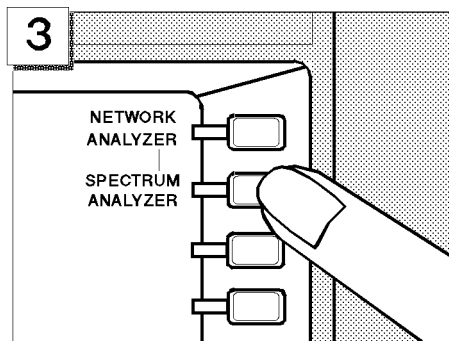 3
NETWORK
ANALYZER
SPECTRUM
ANALYZER